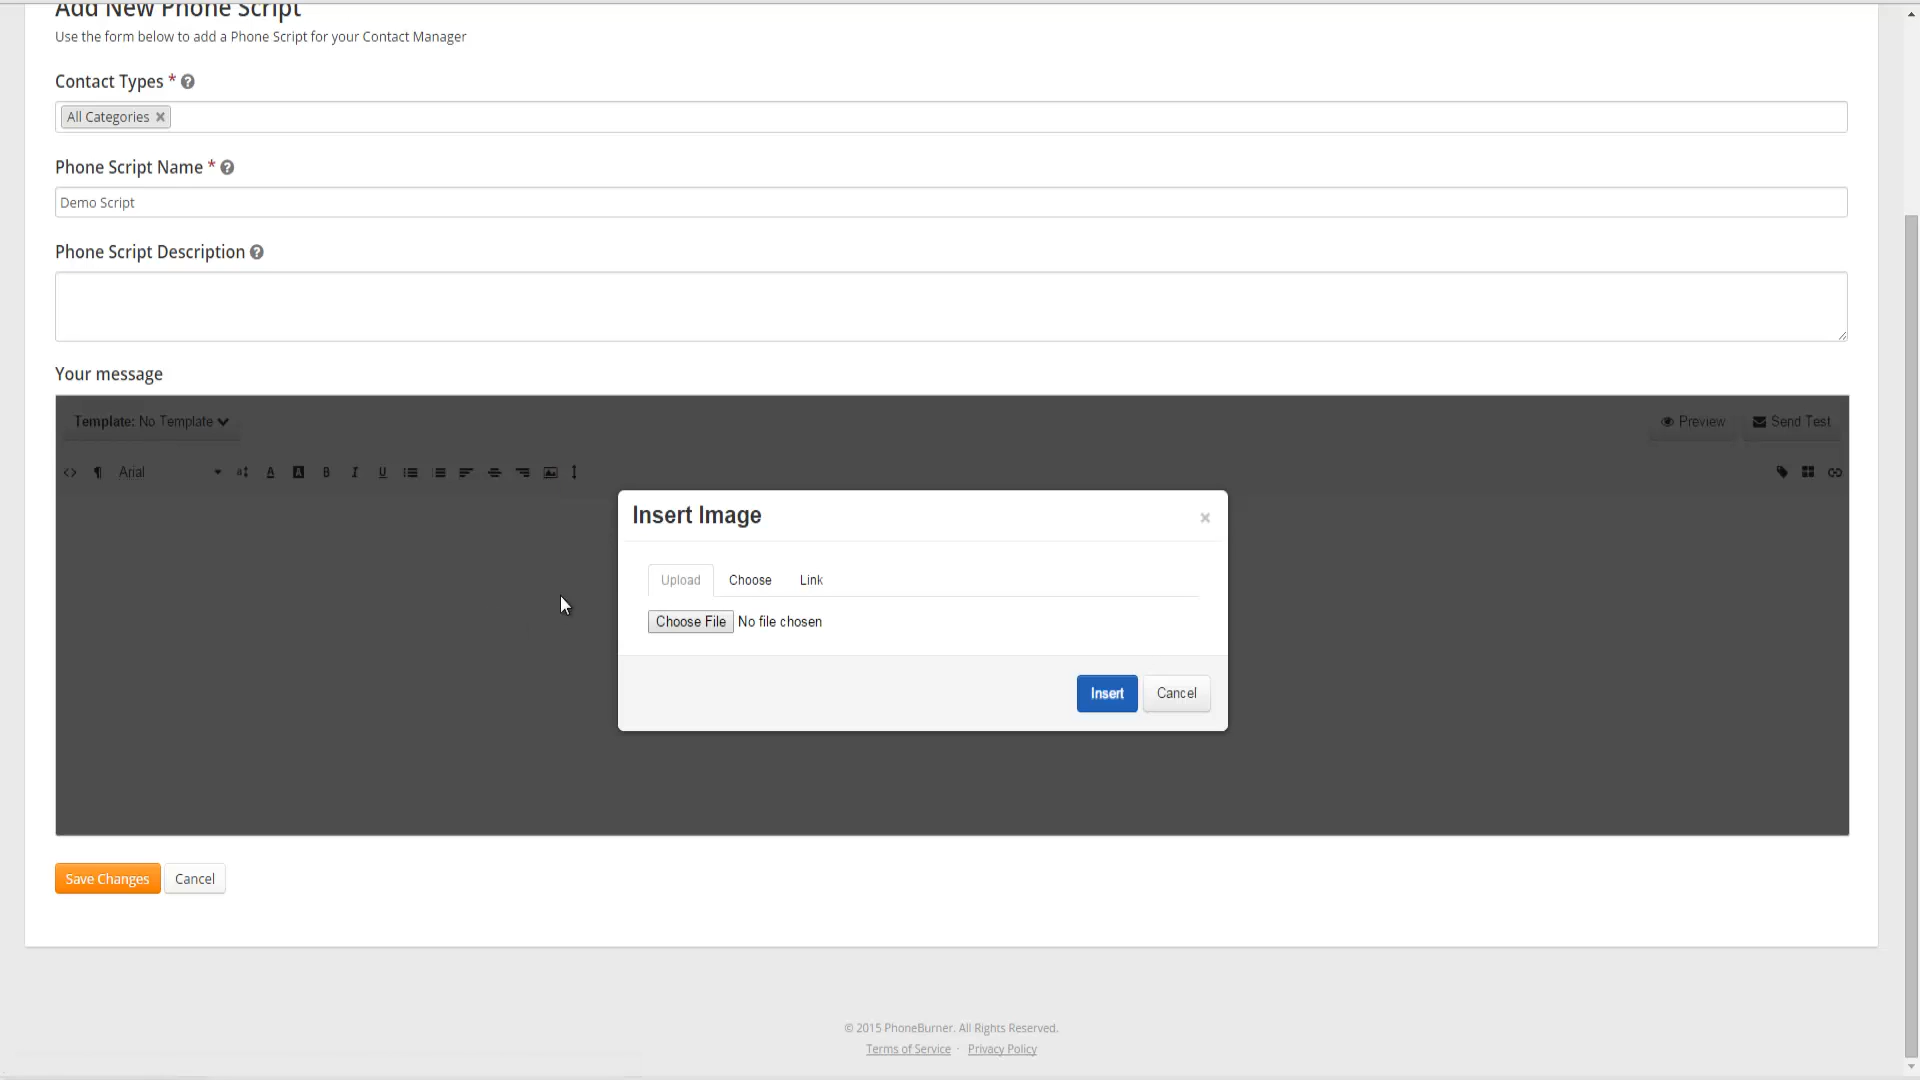 Add New Phone Script
Use the form below to add a Phone Script for your Contact Manager
Contact Types *
All Categories ×
Phone Script Name *
Demo Script
Phone Script Description
Your message
Template: No Template
Preview
Send Test
Arial
Insert Image ×
Upload Choose Link
Choose File No file chosen
Insert Cancel
Save Changes Cancel
© 2015 PhoneBurner. All Rights Reserved.
Terms of Service · Privacy Policy